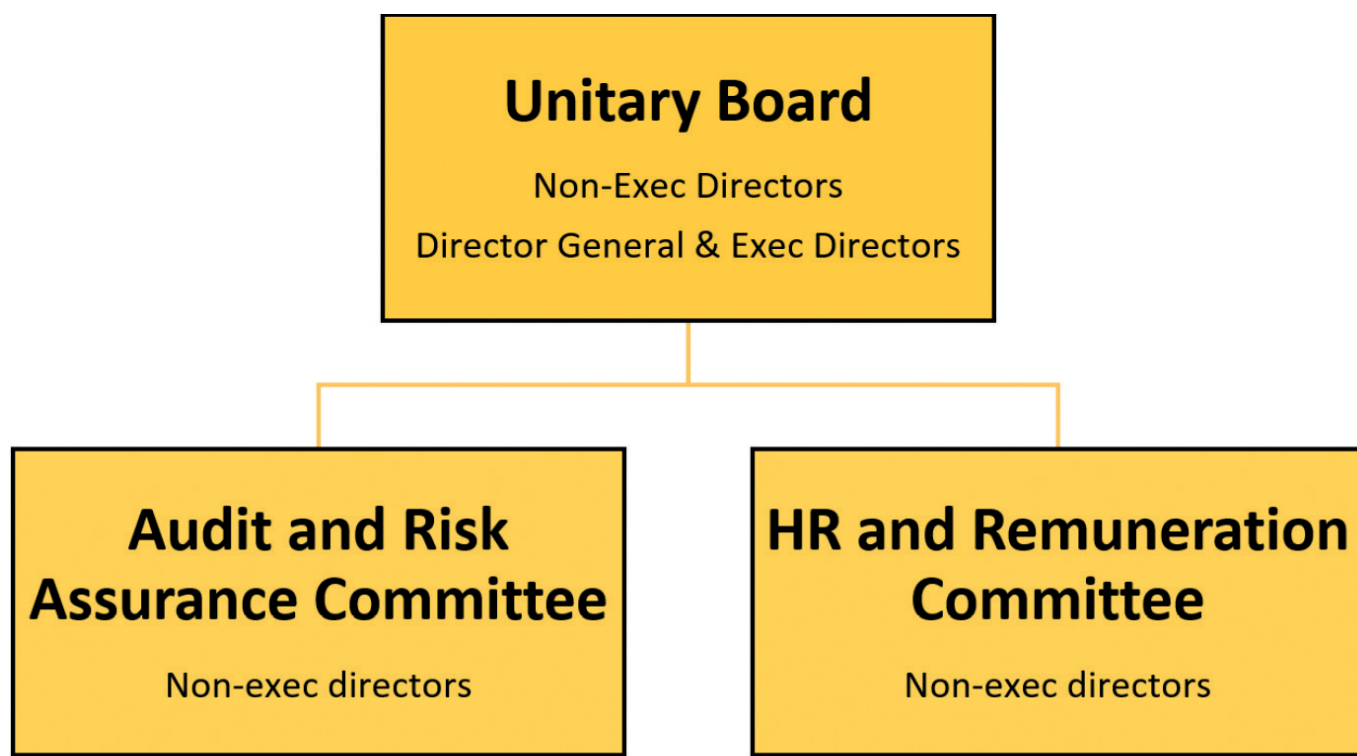 Unitary Board
Non-Exec Directors
Director General & Exec Directors
Audit and Risk
Assurance Committee
Non-exec directors
HR and Remuneration
Committee
Non-exec directors